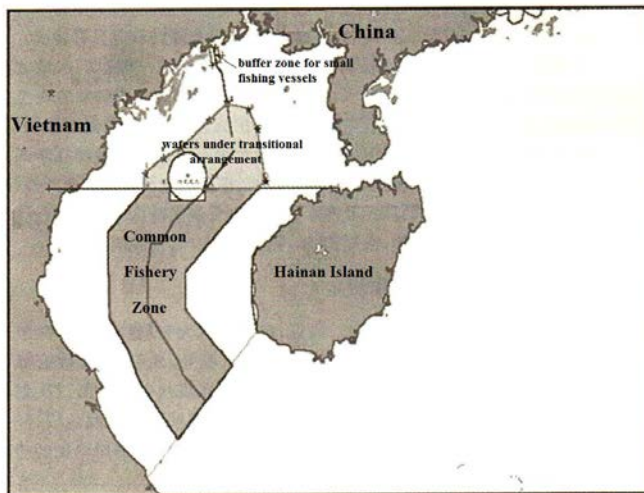 China
buffer zone for small
fishing vessels
Vietnam
waters under transitional
arrangement
Common
Fishery
Zone
Hainan Island